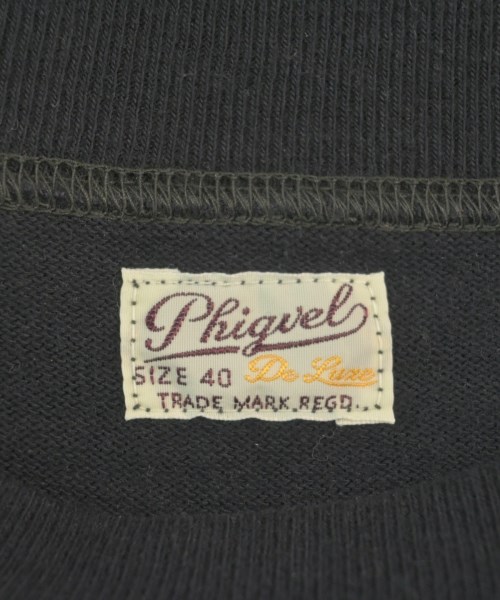 Phigvel
SIZE 40 De Luxe
TRADE MARK REGD.